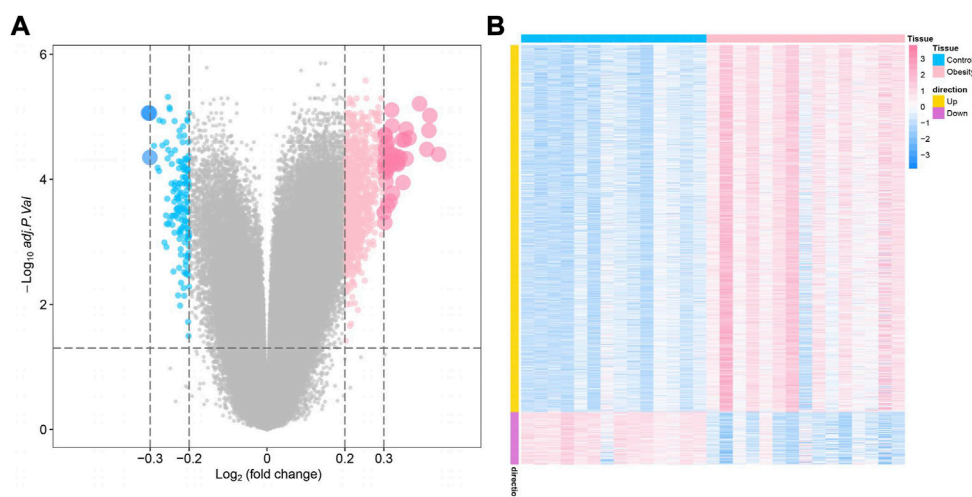 A
B
6
4
2
0
−Log10 adj.P.Val
−0.3
−0.2
0
0.2
0.3
Log2 (fold change)
Tissue
3
2
1
0
−1
−2
−3
Tissue
Contro
Obesity
direction
Up
Down
directio